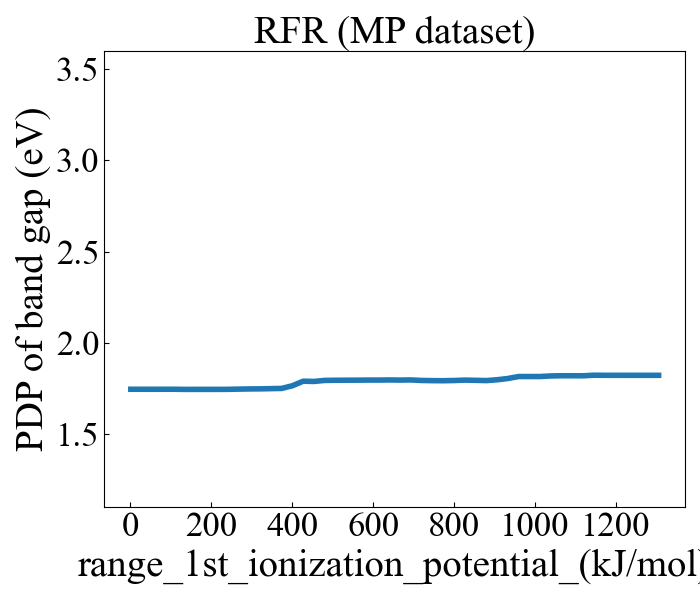 RFR (MP dataset)
PDP of band gap (eV)
3.5
3.0
2.5
2.0
1.5
0 200 400 600 800 1000 1200
range_1st_ionization_potential_(kJ/mol)